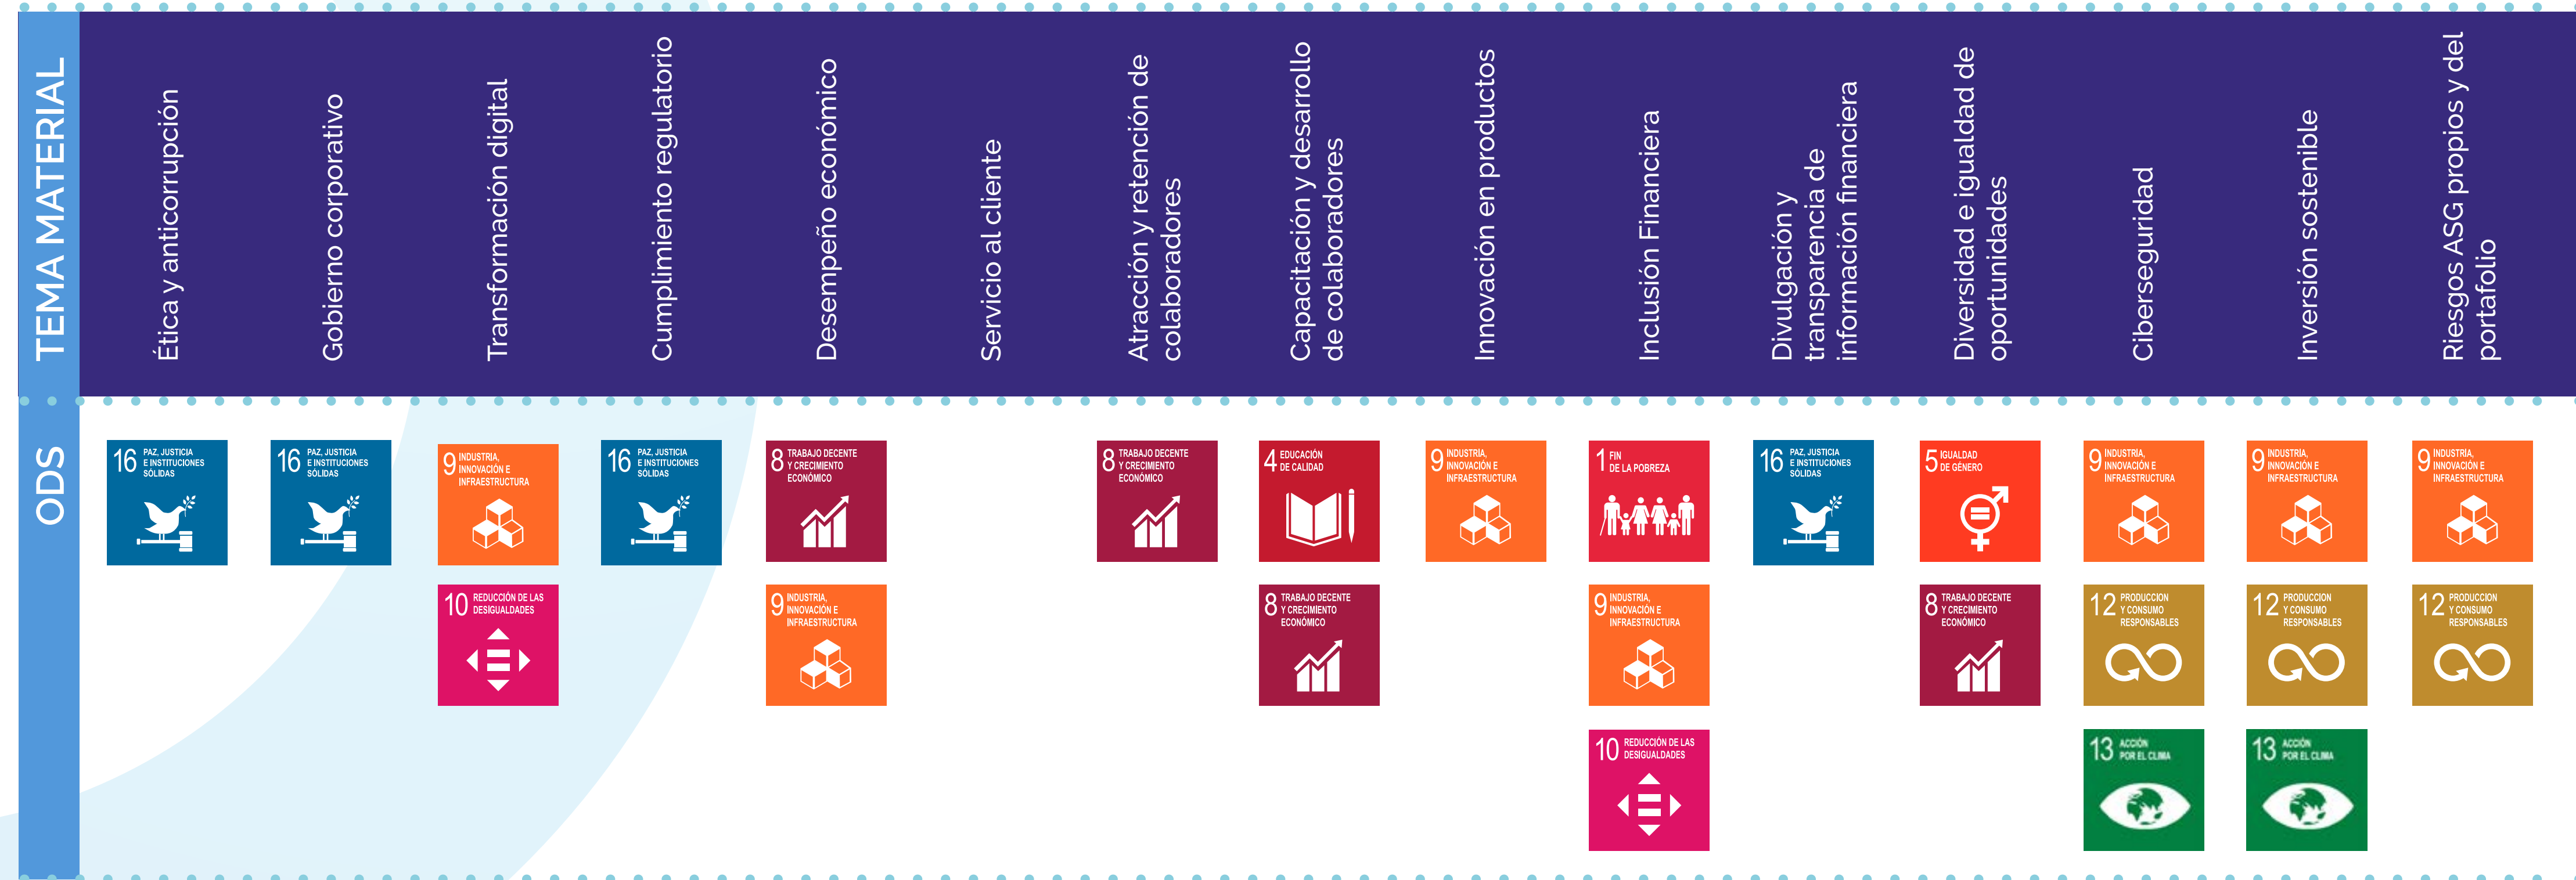 TEMA MATERIAL
Ética y anticorrupción
Gobierno corporativo
Transformación digital
Cumplimiento regulatorio
Desempeño económico
Servicio al cliente
Atracción y retención de
colaboradores
Capacitación y desarrollo
de colaboradores
Innovación en productos
Inclusión Financiera
Divulgación y
transparencia de
información financiera
Diversidad e igualdad de
oportunidades
Ciberseguridad
Inversión sostenible
Riesgos ASG propios y del
portafolio
ODS
16 PAZ, JUSTICIA
E INSTITUCIONES
SÓLIDAS
16 PAZ, JUSTICIA
E INSTITUCIONES
SÓLIDAS
9 INDUSTRIA,
INNOVACIÓN E
INFRAESTRUCTURA
16 PAZ, JUSTICIA
E INSTITUCIONES
SÓLIDAS
8 TRABAJO DECENTE
Y CRECIMIENTO
ECONÓMICO
8 TRABAJO DECENTE
Y CRECIMIENTO
ECONÓMICO
4 EDUCACIÓN
DE CALIDAD
9 INDUSTRIA,
INNOVACIÓN E
INFRAESTRUCTURA
1 FIN
DE LA POBREZA
16 PAZ, JUSTICIA
E INSTITUCIONES
SÓLIDAS
5 IGUALDAD
DE GÉNERO
9 INDUSTRIA,
INNOVACIÓN E
INFRAESTRUCTURA
9 INDUSTRIA,
INNOVACIÓN E
INFRAESTRUCTURA
9 INDUSTRIA,
INNOVACIÓN E
INFRAESTRUCTURA
10 REDUCCIÓN DE LAS
DESIGUALDADES
9 INDUSTRIA,
INNOVACIÓN E
INFRAESTRUCTURA
8 TRABAJO DECENTE
Y CRECIMIENTO
ECONÓMICO
9 INDUSTRIA,
INNOVACIÓN E
INFRAESTRUCTURA
8 TRABAJO DECENTE
Y CRECIMIENTO
ECONÓMICO
12 PRODUCCION
Y CONSUMO
RESPONSABLES
12 PRODUCCION
Y CONSUMO
RESPONSABLES
12 PRODUCCION
Y CONSUMO
RESPONSABLES
10 REDUCCIÓN DE LAS
DESIGUALDADES
13 ACCIÓN
POR EL CLIMA
13 ACCIÓN
POR EL CLIMA